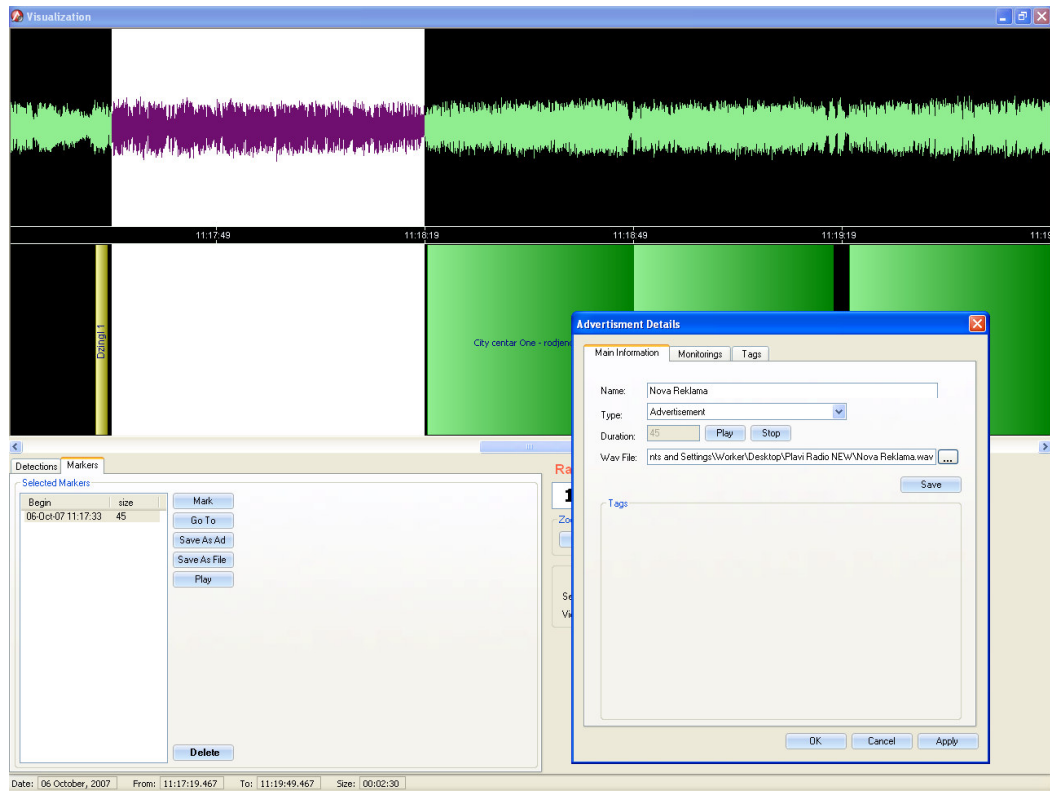 Visualization
11:17:49 11:18:19 11:18:49 11:19:19
Dzingl 1
City centar One -
Advertisment Details
Main Information Monitorings Tags
Name: Nova Reklama
Type: Advertisement
Duration: 45 Play Stop
Wav File: nts and Settings\Worker\Desktop\Plavi Radio NEW\Nova Reklama.wav ...
Save
Tags
OK Cancel Apply
Detections Markers
Selected Markers
Begin size
06-Oct-07 11:17:33 45
Mark
Go To
Save As Ad
Save As File
Play
Delete
Date: 06 October, 2007 From: 11:17:19.467 To: 11:19:49.467 Size: 00:02:30